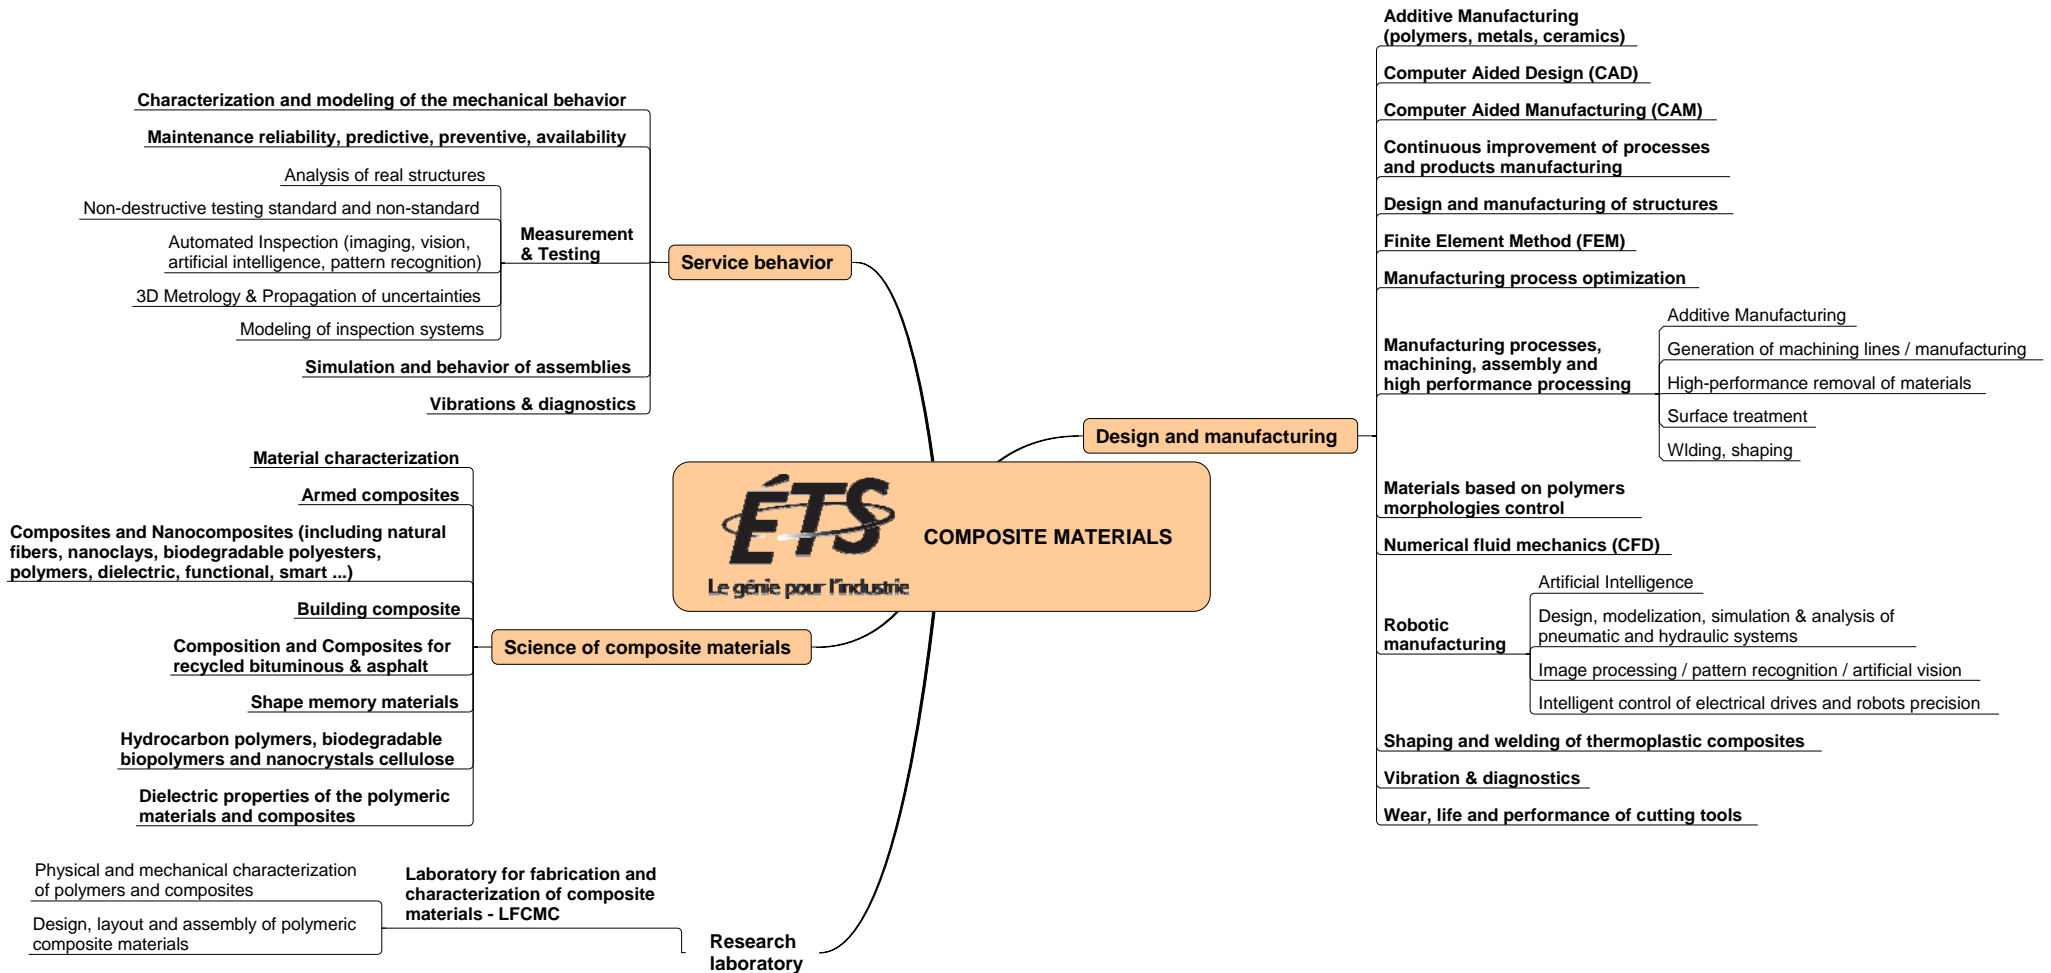 Additive Manufacturing
(polymers, metals, ceramics)
Computer Aided Design (CAD)
Computer Aided Manufacturing (CAM)
Continuous improvement of processes
and products manufacturing
Design and manufacturing of structures
Finite Element Method (FEM)
Manufacturing process optimization
Manufacturing processes,
machining, assembly and
high performance processing
Additive Manufacturing
Generation of machining lines / manufacturing
High-performance removal of materials
Surface treatment
Wlding, shaping
Design and manufacturing
Materials based on polymers
morphologies control
Numerical fluid mechanics (CFD)
Robotic
manufacturing
Artificial Intelligence
Design, modelization, simulation & analysis of
pneumatic and hydraulic systems
Image processing / pattern recognition / artificial vision
Intelligent control of electrical drives and robots precision
Shaping and welding of thermoplastic composites
Vibration & diagnostics
Wear, life and performance of cutting tools
Characterization and modeling of the mechanical behavior
Maintenance reliability, predictive, preventive, availability
Analysis of real structures
Non-destructive testing standard and non-standard
Automated Inspection (imaging, vision,
artificial intelligence, pattern recognition)
3D Metrology & Propagation of uncertainties
Modeling of inspection systems
Measurement
& Testing
Service behavior
Simulation and behavior of assemblies
Vibrations & diagnostics
ÉTS
Le génie pour l'industrie
COMPOSITE MATERIALS
Material characterization
Armed composites
Composites and Nanocomposites (including natural
fibers, nanoclays, biodegradable polyesters,
polymers, dielectric, functional, smart ...)
Building composite
Composition and Composites for
recycled bituminous & asphalt
Science of composite materials
Shape memory materials
Hydrocarbon polymers, biodegradable
biopolymers and nanocrystals cellulose
Dielectric properties of the polymeric
materials and composites
Physical and mechanical characterization
of polymers and composites
Design, layout and assembly of polymeric
composite materials
Laboratory for fabrication and
characterization of composite
materials - LFCMC
Research
laboratory